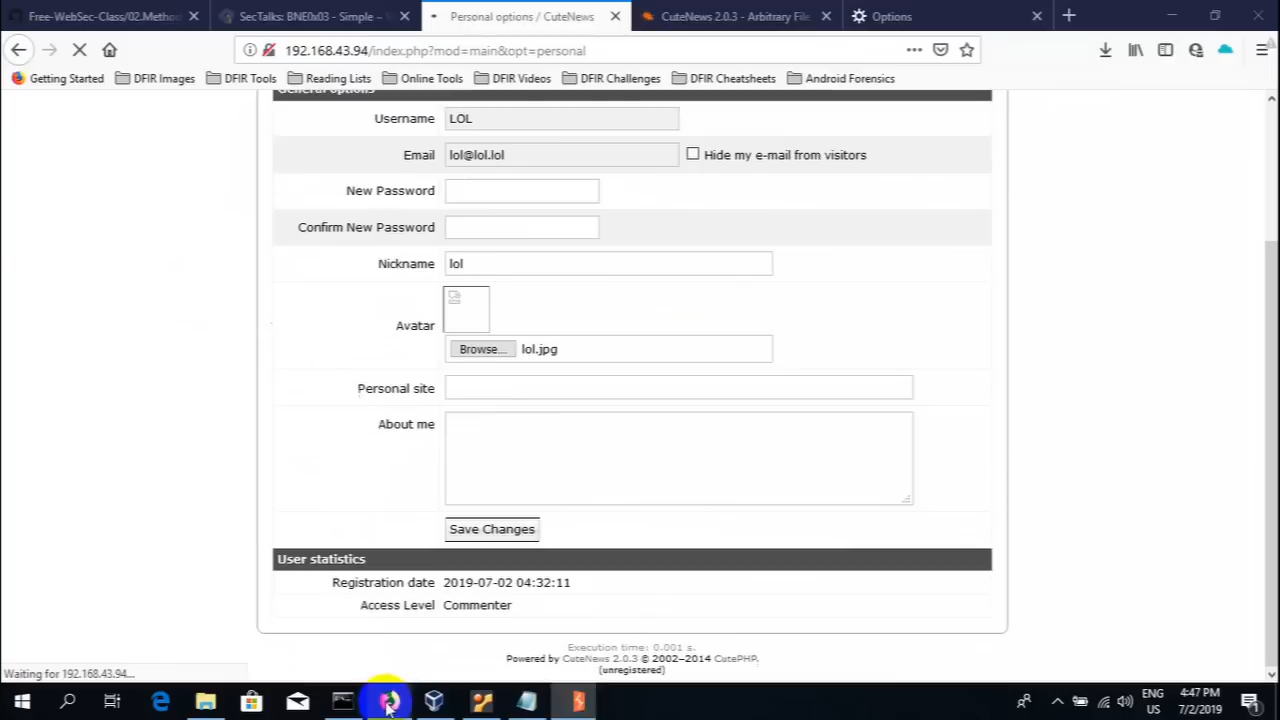 Free-WebSec-Class/02.Method
SecTalks: BNE0x03 - Simple –
Personal options / CuteNews
CuteNews 2.0.3 - Arbitrary File
Options
192.168.43.94/index.php?mod=main&opt=personal
Getting Started
DFIR Images
DFIR Tools
Reading Lists
Online Tools
DFIR Videos
DFIR Challenges
DFIR Cheatsheets
Android Forensics
General options
Username LOL
Email lol@lol.lol Hide my e-mail from visitors
New Password
Confirm New Password
Nickname lol
Avatar
Browse... lol.jpg
Personal site
About me
Save Changes
User statistics
Registration date 2019-07-02 04:32:11
Access Level Commenter
Execution time: 0.001 s.
Powered by CuteNews 2.0.3 © 2002–2014 CutePHP.
(unregistered)
Waiting for 192.168.43.94...
ENG
US
4:47 PM
7/2/2019
1